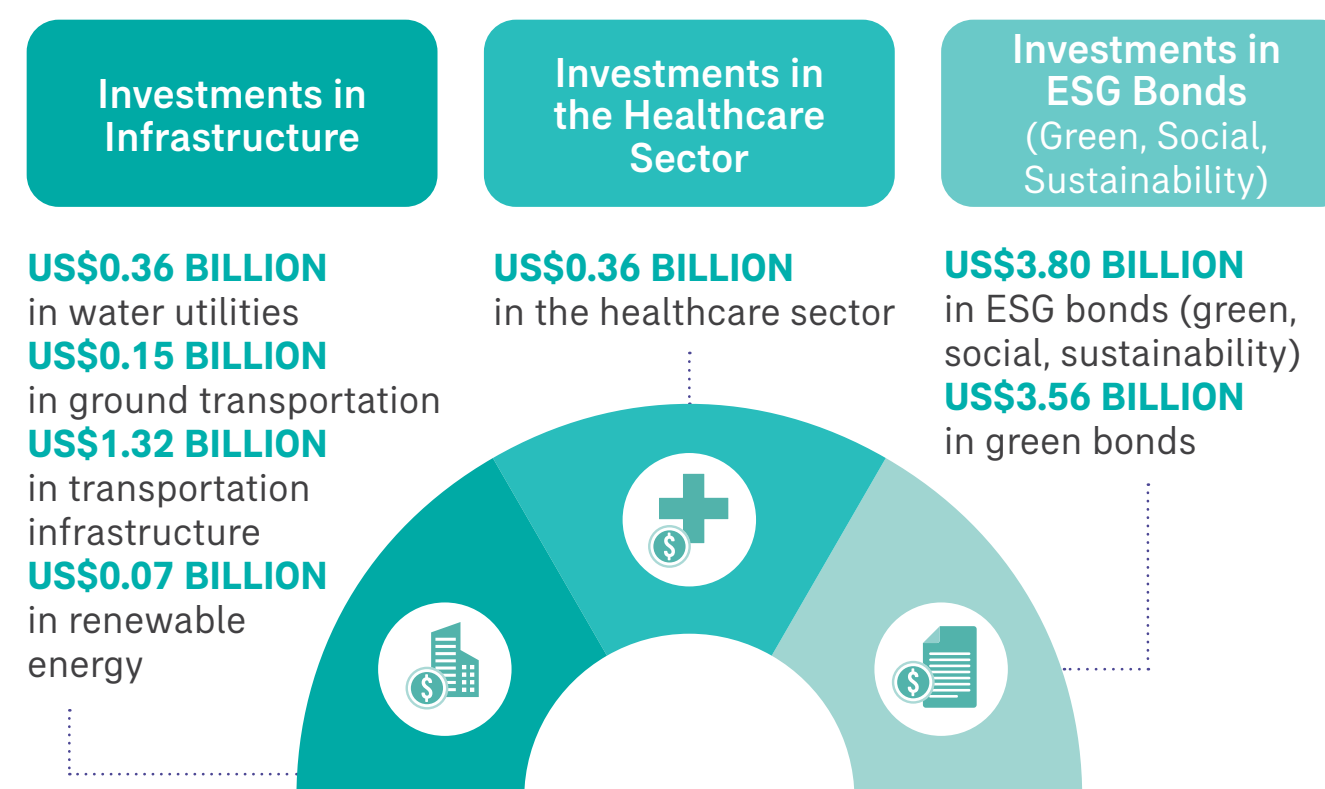 Investments in
Infrastructure
US$0.36 BILLION
in water utilities
US$0.15 BILLION
in ground transportation
US$1.32 BILLION
in transportation
infrastructure
US$0.07 BILLION
in renewable
energy
Investments in
the Healthcare
Sector
US$0.36 BILLION
in the healthcare sector
Investments in
ESG Bonds
(Green, Social,
Sustainability)
US$3.80 BILLION
in ESG bonds (green,
social, sustainability)
US$3.56 BILLION
in green bonds
$
$
$